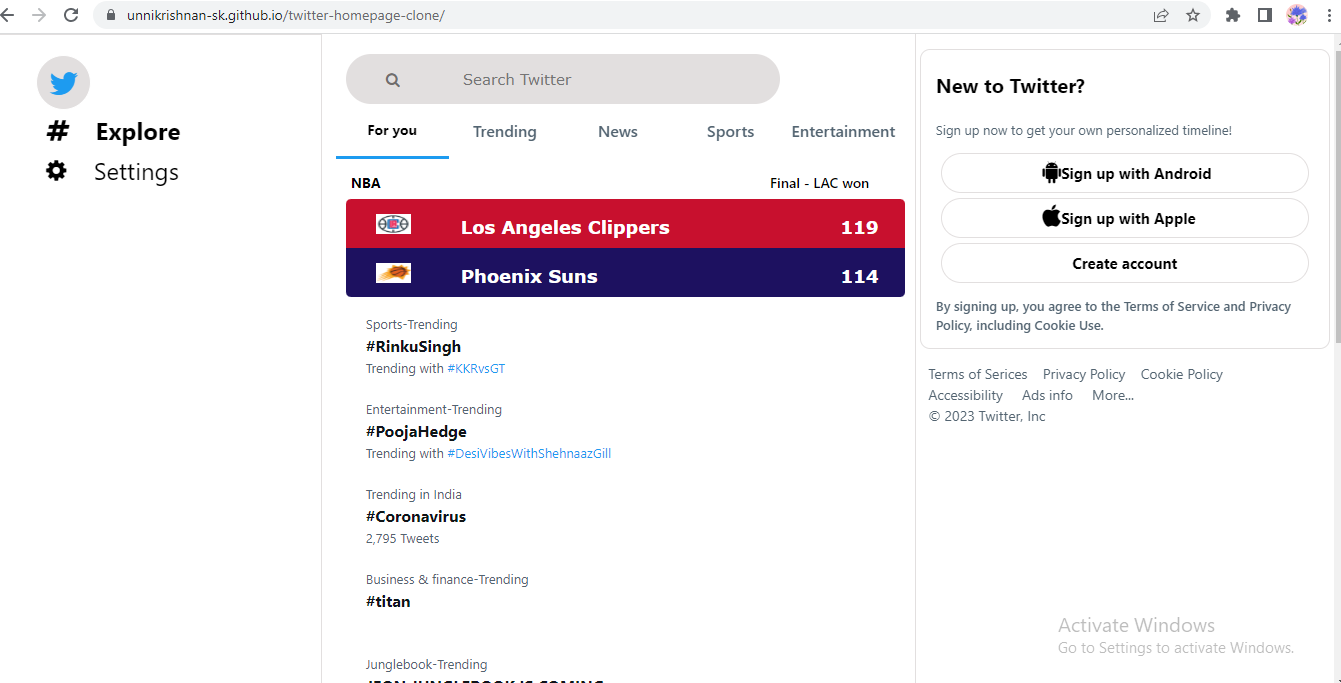 unnikrishnan-sk.github.io/twitter-homepage-clone/
Explore
Settings
Search Twitter
For you Trending News Sports Entertainment
NBA Final - LAC won
Los Angeles Clippers 119
Phoenix Suns 114
Sports-Trending
#RinkuSingh
Trending with #KKRvsGT
Entertainment-Trending
#PoojaHedge
Trending with #DesiVibesWithShehnaazGill
Trending in India
#Coronavirus
2,795 Tweets
Business & finance-Trending
#titan
Junglebook-Trending
New to Twitter?
Sign up now to get your own personalized timeline!
Sign up with Android
Sign up with Apple
Create account
By signing up, you agree to the Terms of Service and Privacy
Policy, including Cookie Use.
Terms of Serices Privacy Policy Cookie Policy
Accessibility Ads info More...
© 2023 Twitter, Inc
Activate Windows
Go to Settings to activate Windows.